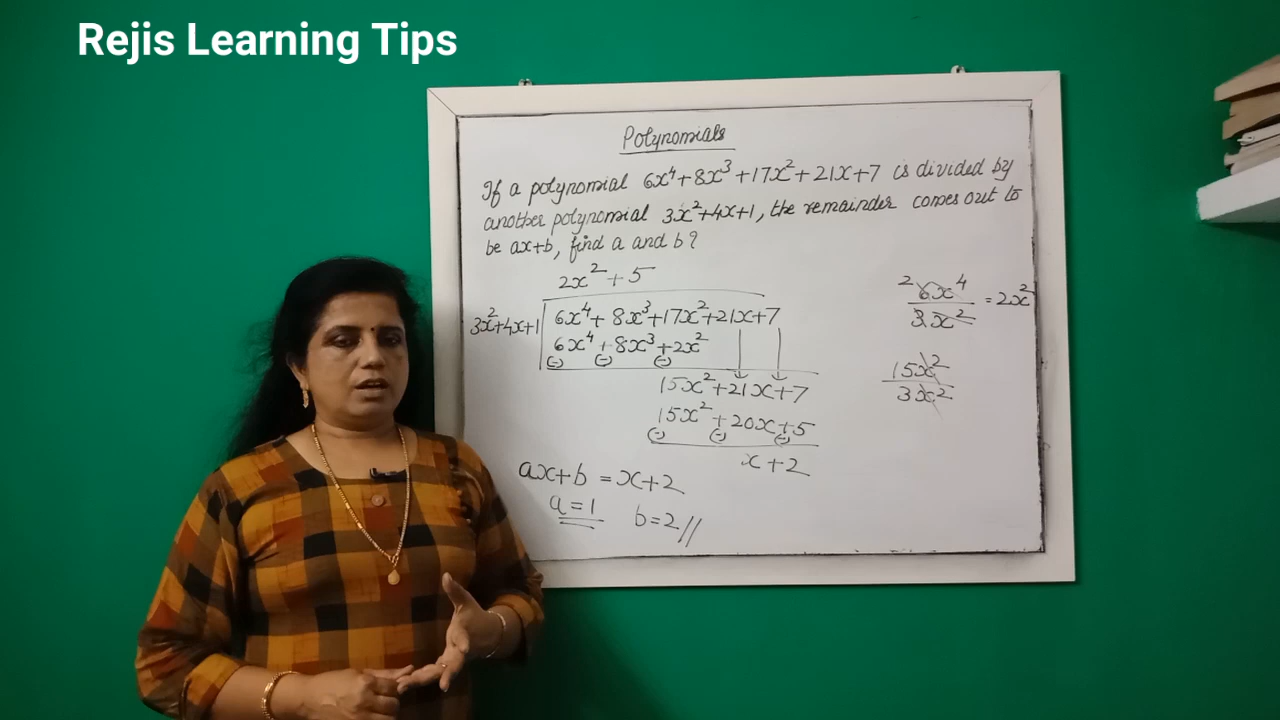 Rejis Learning Tips
Polynomials
If a polynomial 6x⁴+8x³+17x²+21x+7 is divided by
another polynomial 3x²+4x+1, the remainder comes out to
be ax+b, find a and b?
2x²+5
3x²+4x+1 6x⁴+8x³+17x²+21x+7
6x⁴+8x³+2x²
(-) (-) (-)
15x²+21x+7
15x²+20x+5
(-) (-) (-)
x+2
ax+b = x+2
a=1 b=2//
2
6x⁴
3x² =2x²
15x²
3x²